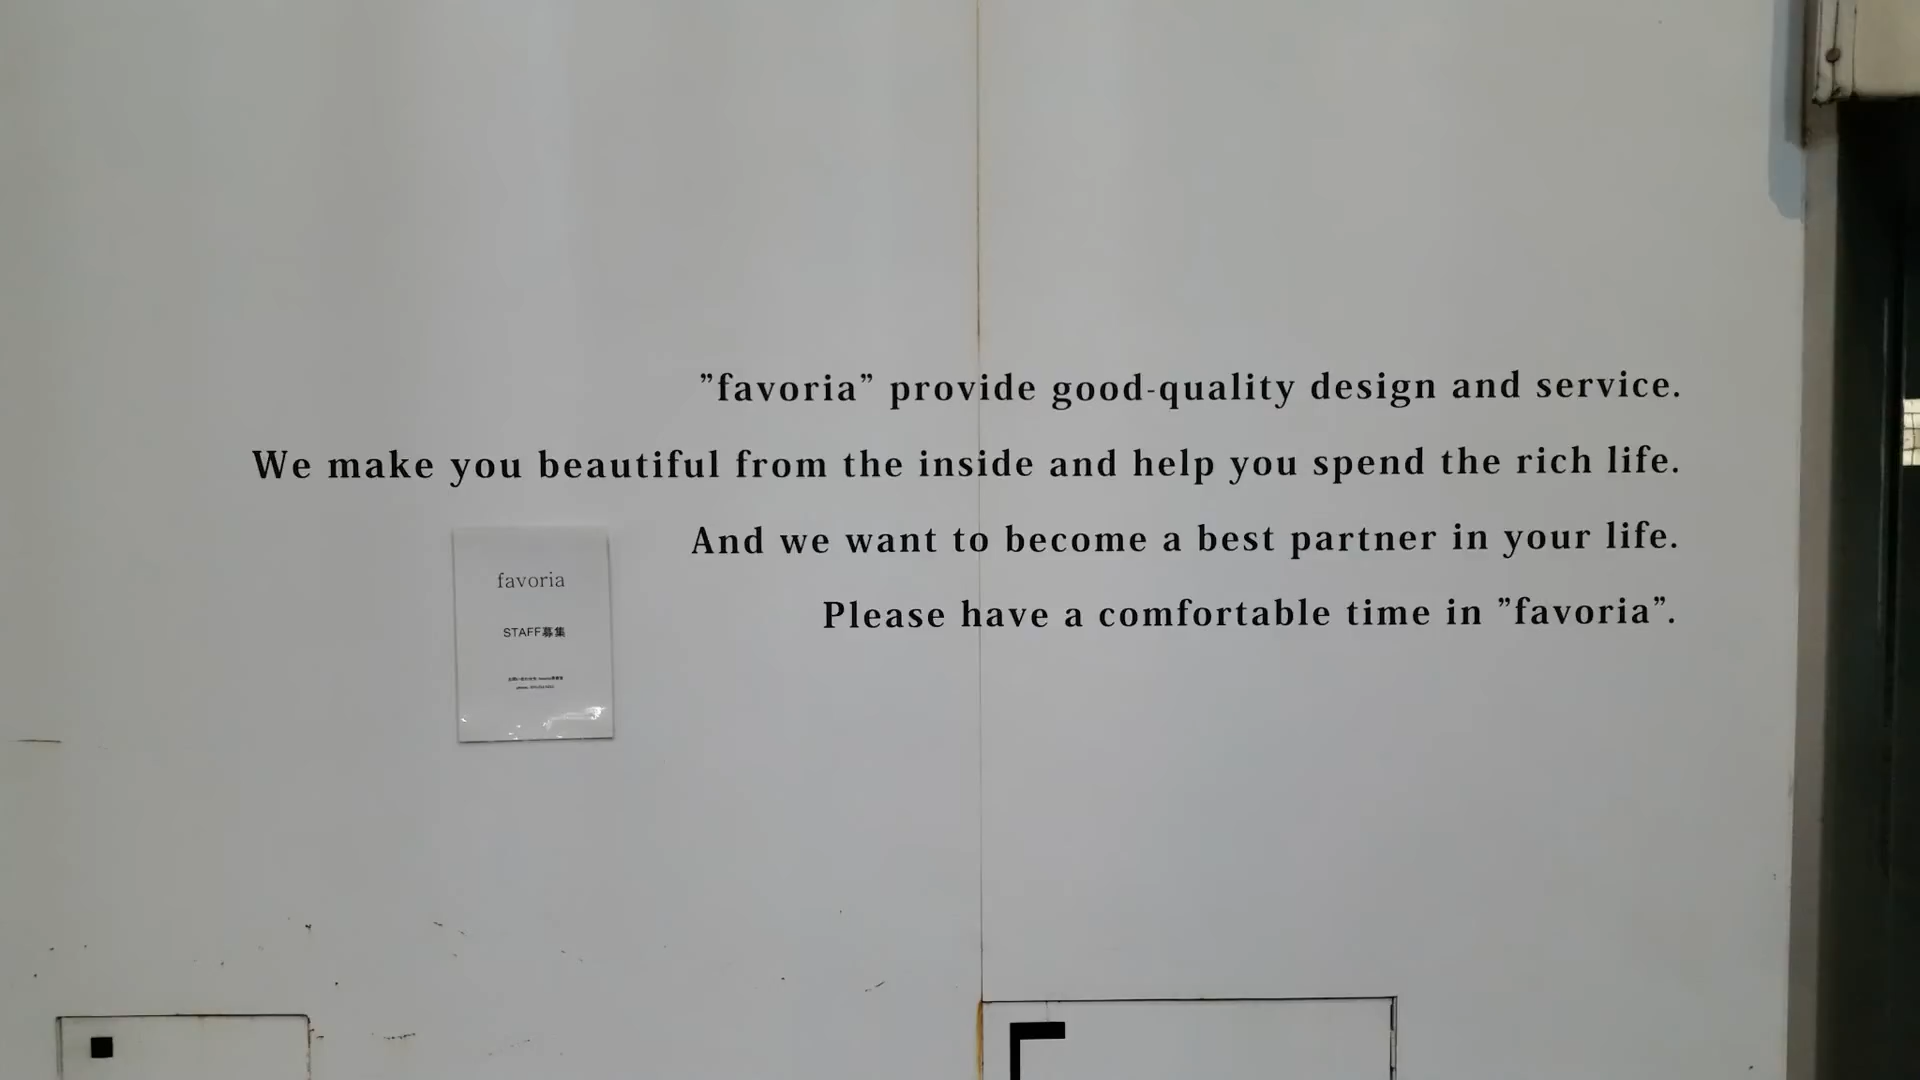 ”favoria” provide good-quality design and service.
We make you beautiful from the inside and help you spend the rich life.
And we want to become a best partner in your life.
Please have a comfortable time in ”favoria”.
favoria
STAFF募集